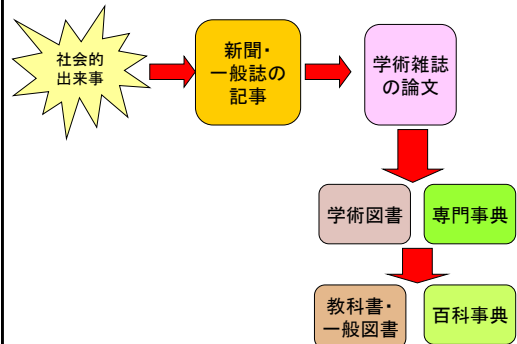 社会的
出来事
新聞・
一般誌の
記事
学術雑誌
の論文
学術図書
専門事典
教科書・
一般図書
百科事典